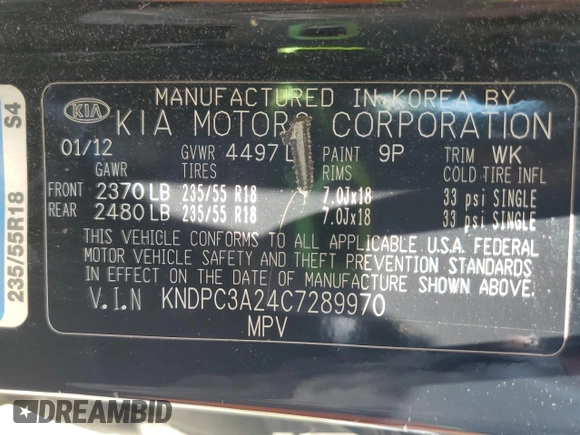 235/55R18 S4
KIA
MANUFACTURED IN KOREA BY
KIA MOTORS CORPORATION
01/12 GVWR 4497 L PAINT 9P TRIM WK
GAWR TIRES RIMS COLD TIRE INFL
FRONT 2370 LB 235/55 R18 7.0Jx18 33 psi SINGLE
REAR 2480 LB 235/55 R18 7.0Jx18 33 psi SINGLE
THIS VEHICLE CONFORMS TO ALL APPLICABLE U.S.A. FEDERAL
MOTOR VEHICLE SAFETY AND THEFT PREVENTION STANDARDS
IN EFFECT ON THE DATE OF MANUFACTURE SHOWN ABOVE.
V.I.N KNDPC3A24C7289970
MPV
DREAMBID